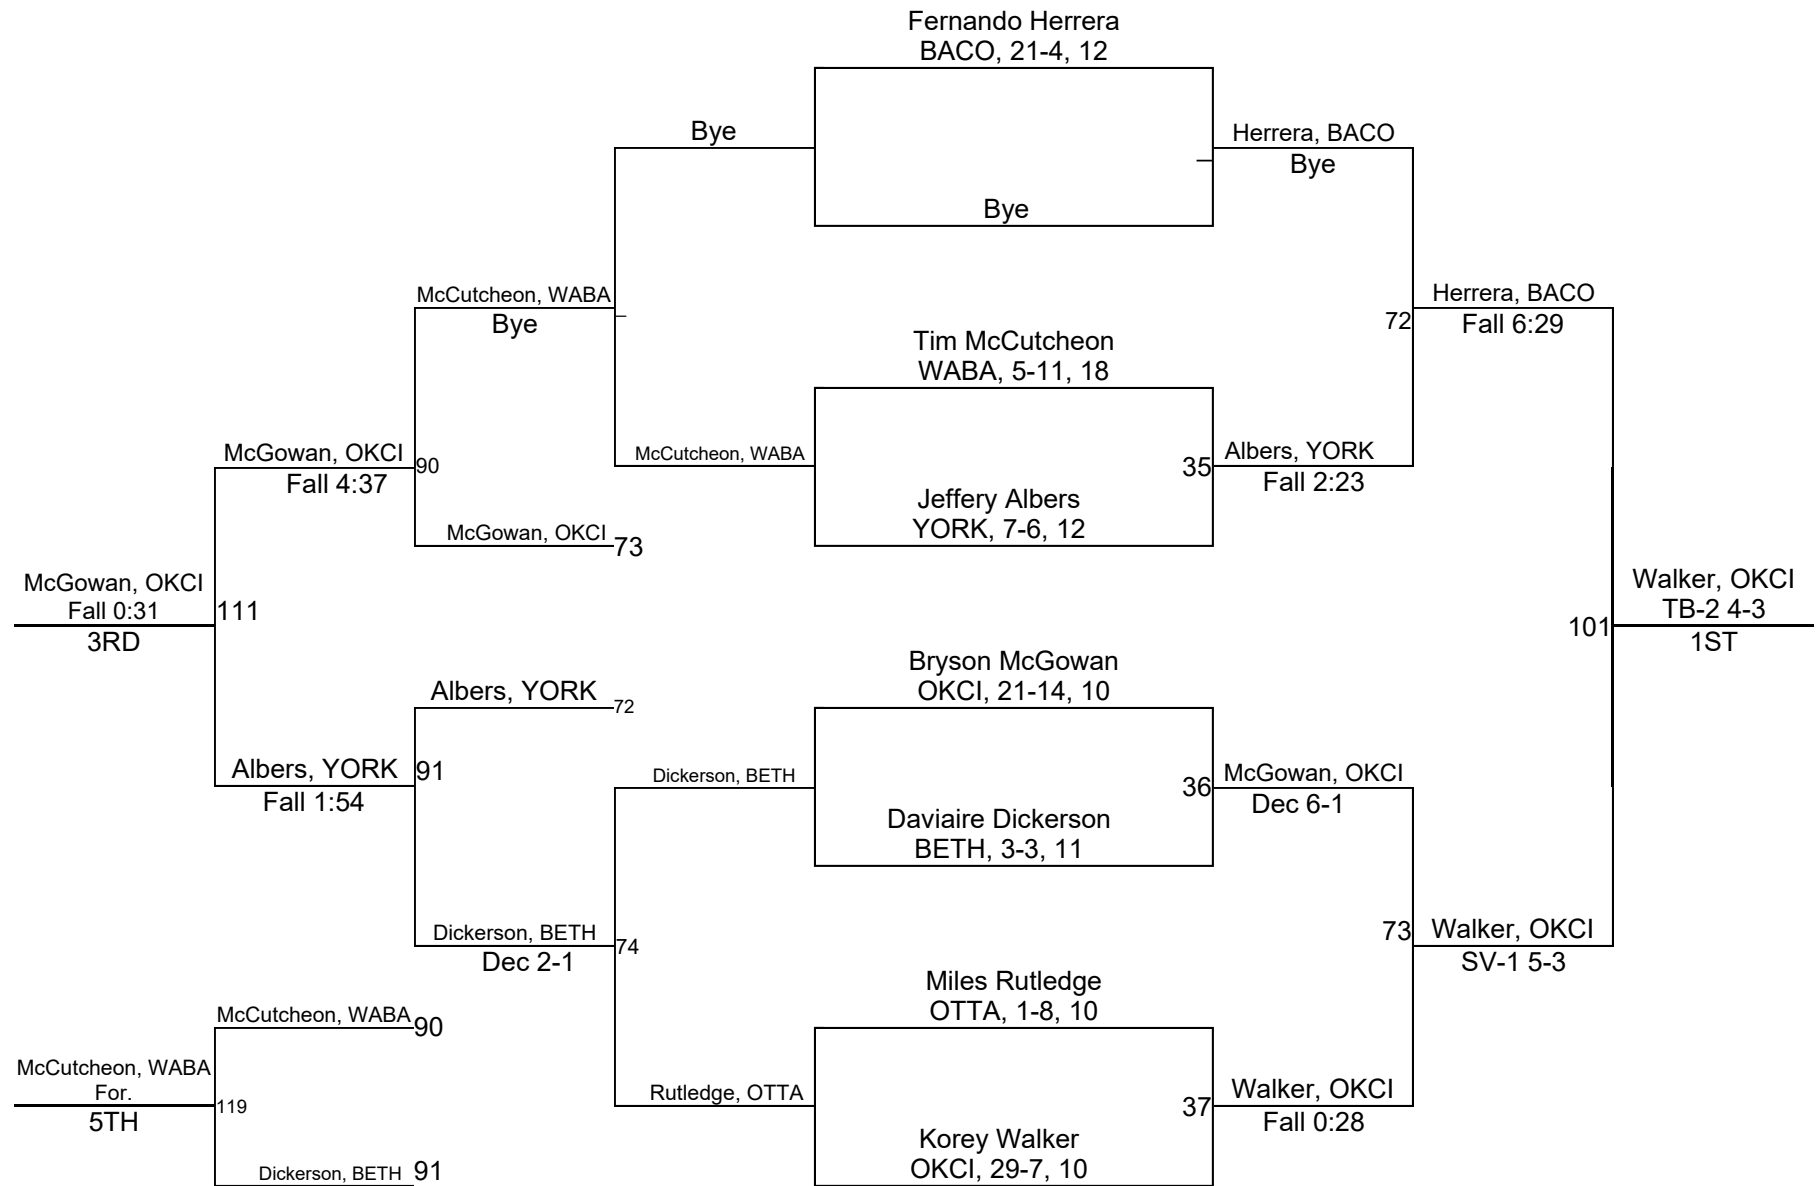 Fernando Herrera
BACO, 21-4, 12
Bye
Herrera, BACO
Bye
Bye
McCutcheon, WABA
Bye
Herrera, BACO
72
Fall 6:29
Tim McCutcheon
WABA, 5-11, 18
McGowan, OKCI
90
Fall 4:37
McCutcheon, WABA
35
Albers, YORK
Fall 2:23
Jeffery Albers
YORK, 7-6, 12
McGowan, OKCI
73
McGowan, OKCI
Fall 0:31
111
3RD
Walker, OKCI
TB-2 4-3
101
1ST
Bryson McGowan
OKCI, 21-14, 10
Albers, YORK
72
Albers, YORK
91
Fall 1:54
Dickerson, BETH
36
McGowan, OKCI
Dec 6-1
Daviaire Dickerson
BETH, 3-3, 11
Dickerson, BETH
74
Dec 2-1
73
Walker, OKCI
SV-1 5-3
Miles Rutledge
OTTA, 1-8, 10
McCutcheon, WABA
90
McCutcheon, WABA
For.
119
5TH
Rutledge, OTTA
37
Walker, OKCI
Fall 0:28
Korey Walker
OKCI, 29-7, 10
Dickerson, BETH
91